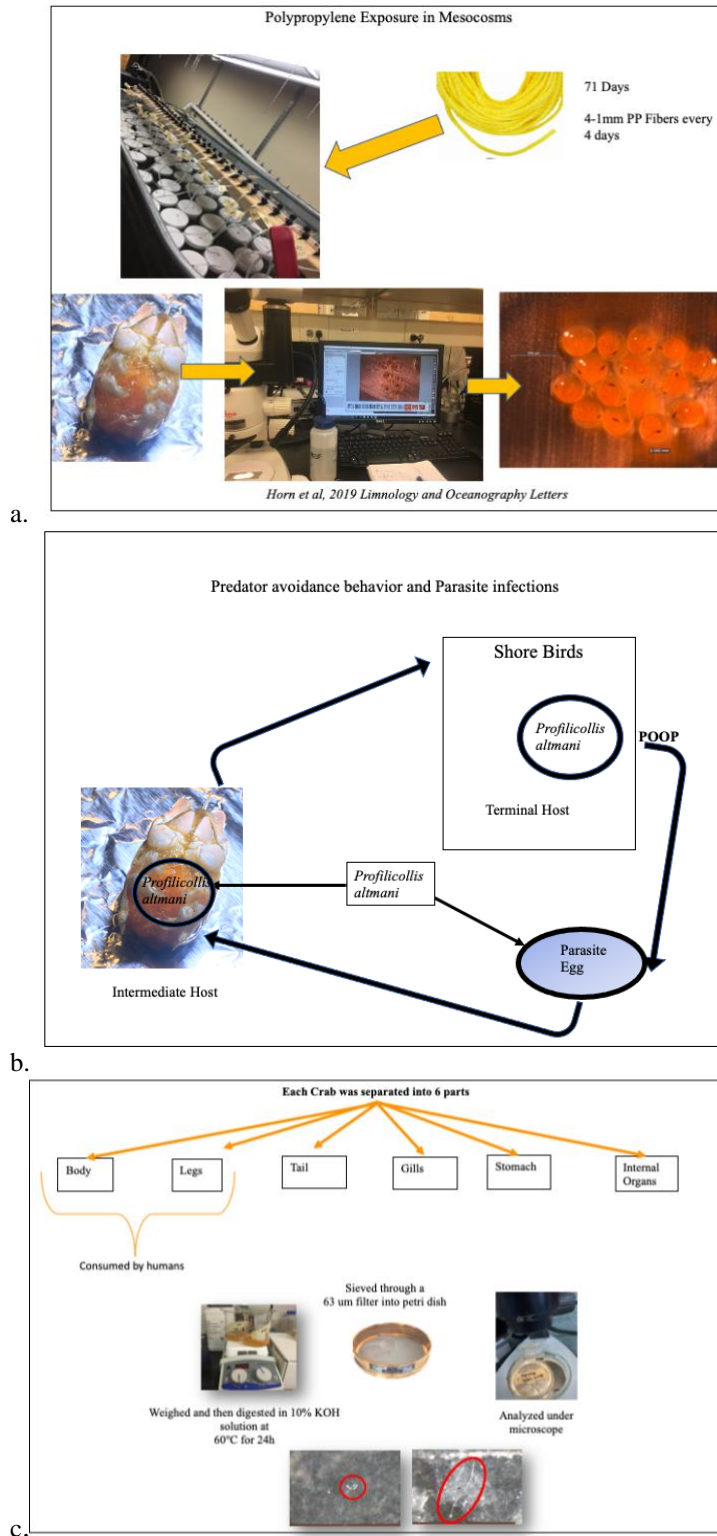 Polypropylene Exposure in Mesocosms
71 Days
4-1mm PP Fibers every
4 days
DELL
Horn et al, 2019 Limnology and Oceanography Letters
a.
Predator avoidance behavior and Parasite infections
Shore Birds
Profilicollis
altmani
POOP
Terminal Host
Profilicollis
altmani
Profilicollis
altmani
Parasite
Egg
Intermediate Host
b.
Each Crab was separated into 6 parts
Body
Legs
Tail
Gills
Stomach
Internal
Organs
Consumed by humans
Sieved through a
63 um filter into petri dish
Weighed and then digested in 10% KOH
solution at
60°C for 24h
Analyzed under
microscope
c.